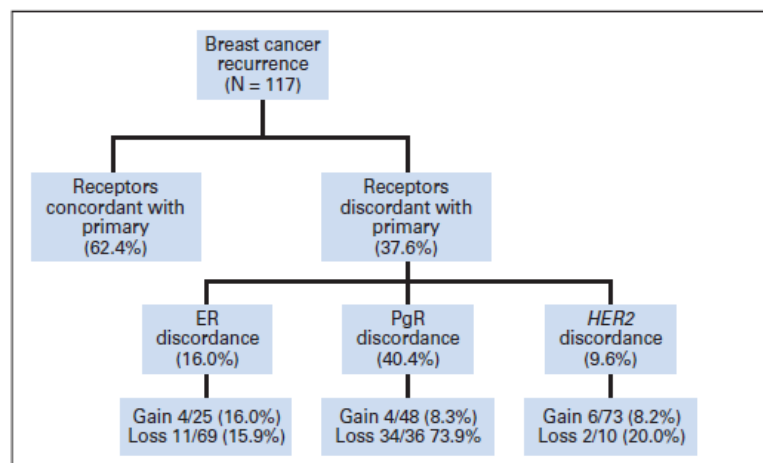 Breast cancer
recurrence
(N = 117)
Receptors
concordant with
primary
(62.4%)
Receptors
discordant with
primary
(37.6%)
ER
discordance
(16.0%)
PgR
discordance
(40.4%)
HER2
discordance
(9.6%)
Gain 4/25 (16.0%)
Loss 11/69 (15.9%)
Gain 4/48 (8.3%)
Loss 34/36 73.9%
Gain 6/73 (8.2%)
Loss 2/10 (20.0%)